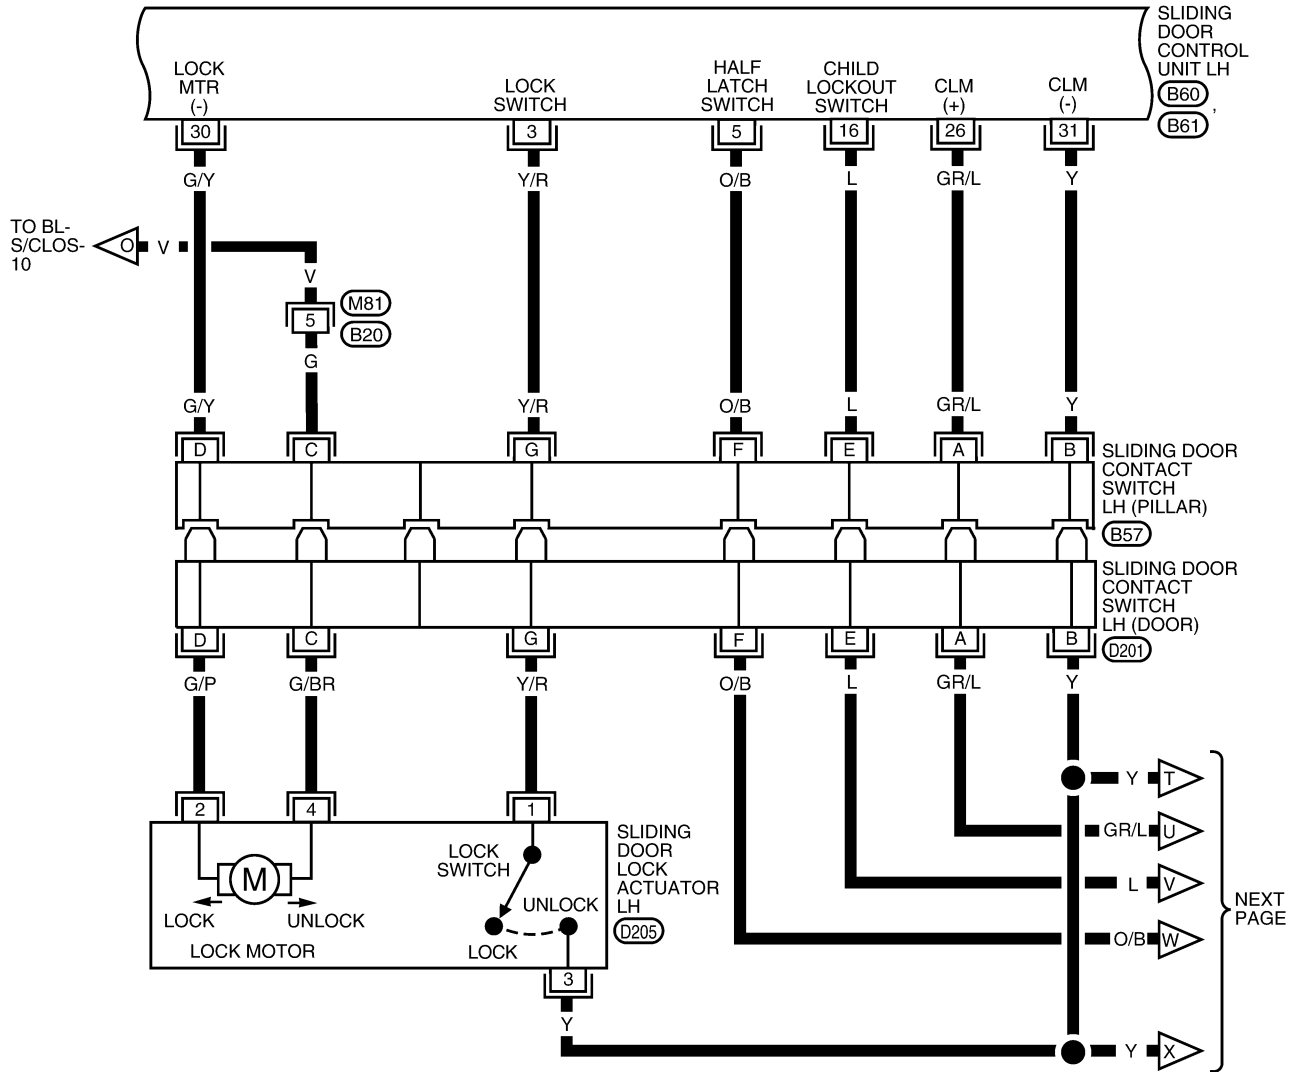 SLIDING
DOOR
CONTROL
UNIT LH
B60 ,
B61
LOCK
MTR
(-)
LOCK
SWITCH
HALF
LATCH
SWITCH
CHILD
LOCKOUT
SWITCH
CLM
(+)
CLM
(-)
30 3 5 16 26 31
G/Y Y/R O/B L GR/L Y
TO BL-
S/CLOS-
10
O V
V
5
M81
B20
G
G/Y Y/R O/B L GR/L Y
D C G F E A B
SLIDING DOOR
CONTACT
SWITCH
LH (PILLAR)
B57
SLIDING DOOR
CONTACT
SWITCH
LH (DOOR)
D201
D C G F E A B
G/P G/BR Y/R O/B L GR/L Y
Y T
GR/L U
L V
O/B W
Y X
NEXT
PAGE
2 4 1
SLIDING
DOOR
LOCK
ACTUATOR
LH
D205
M
LOCK UNLOCK
LOCK MOTOR
LOCK
SWITCH
UNLOCK
LOCK
3
Y